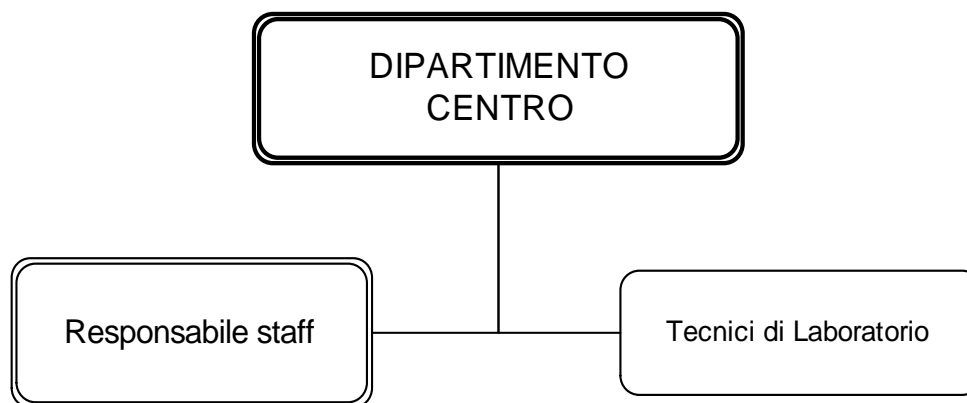 DIPARTIMENTO
CENTRO
Responsabile staff
Tecnici di Laboratorio